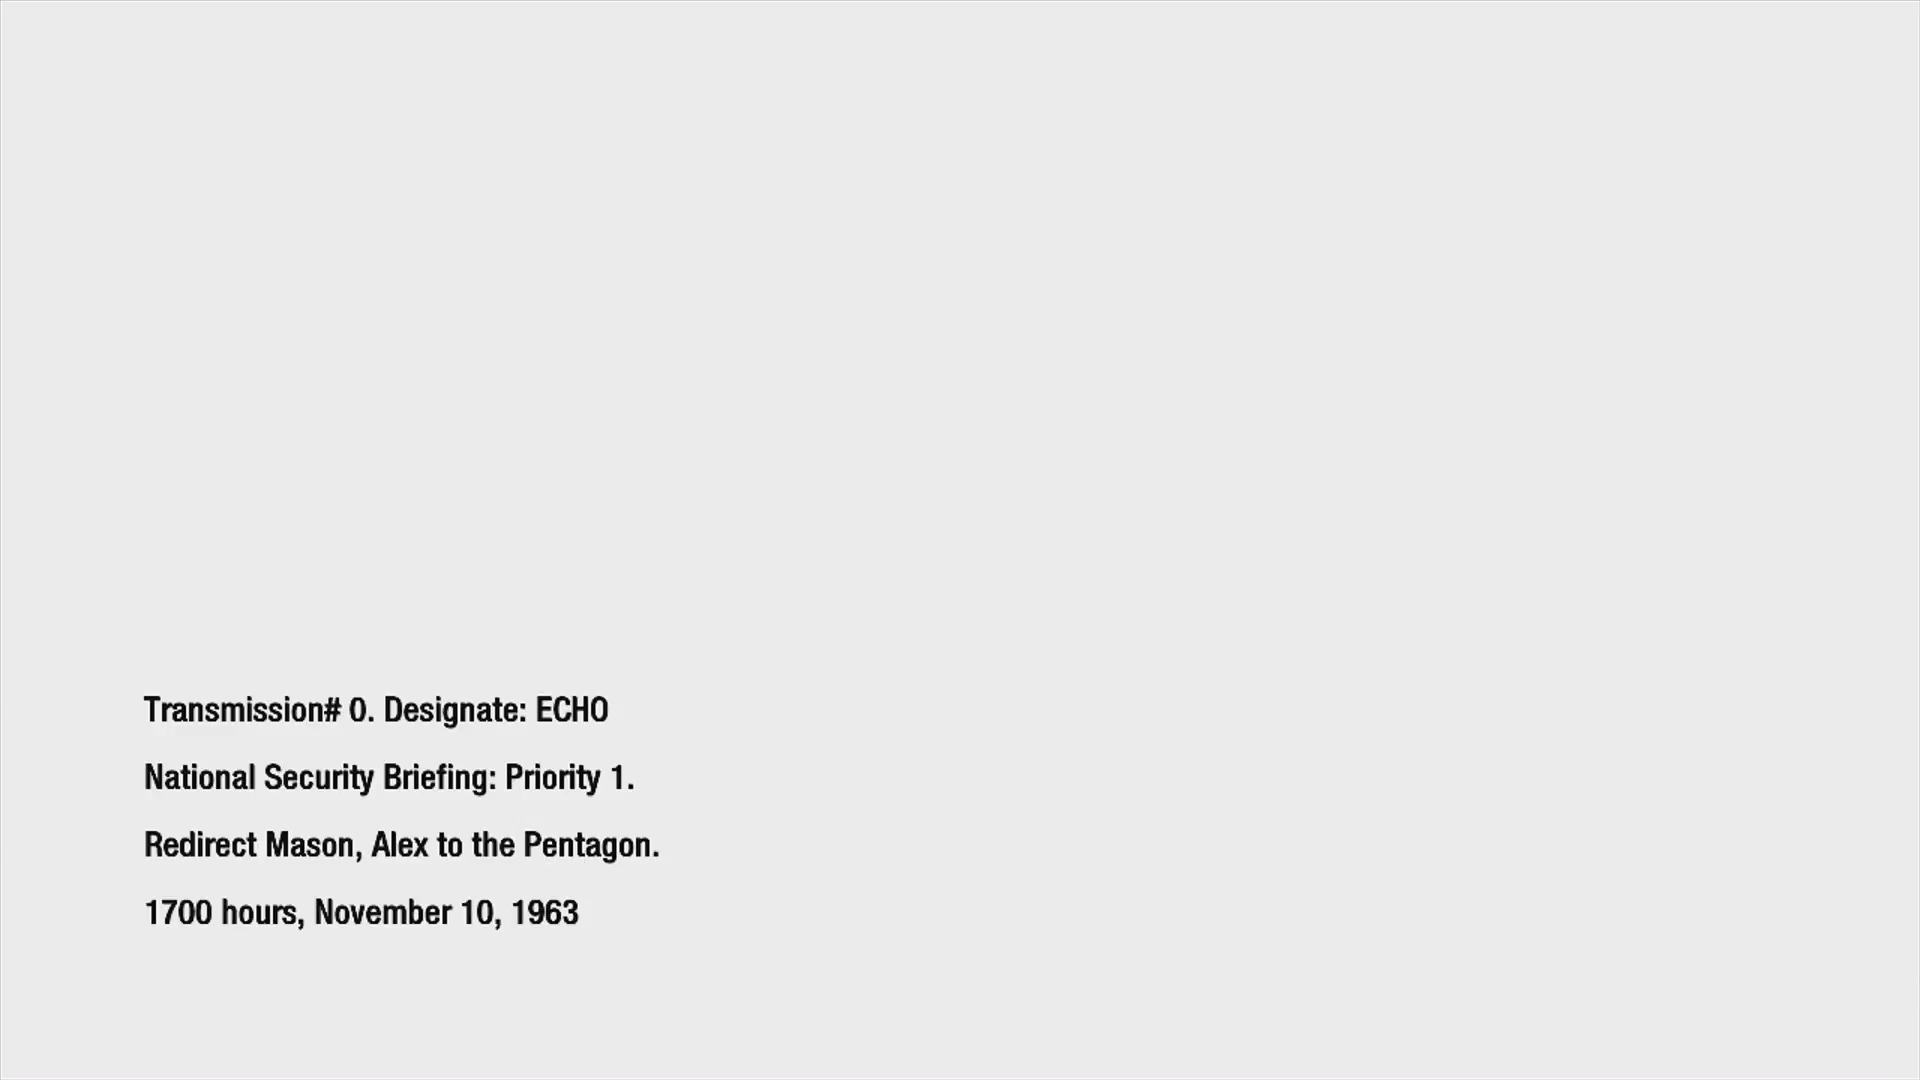 Transmission# 0. Designate: ECHO
National Security Briefing: Priority 1.
Redirect Mason, Alex to the Pentagon.
1700 hours, November 10, 1963